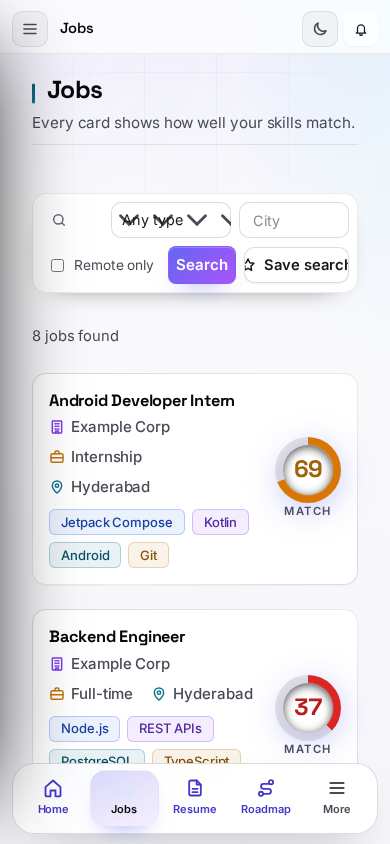 Jobs
Jobs
Every card shows how well your skills match.
Any type
City
Remote only
Search
Save search
8 jobs found
Android Developer Intern
Example Corp
Internship
Hyderabad
Jetpack Compose
Kotlin
Android
Git
69
MATCH
Backend Engineer
Example Corp
Full-time
Hyderabad
Node.js
REST APIs
PostgreSQL
TypeScript
37
MATCH
Home
Jobs
Resume
Roadmap
More